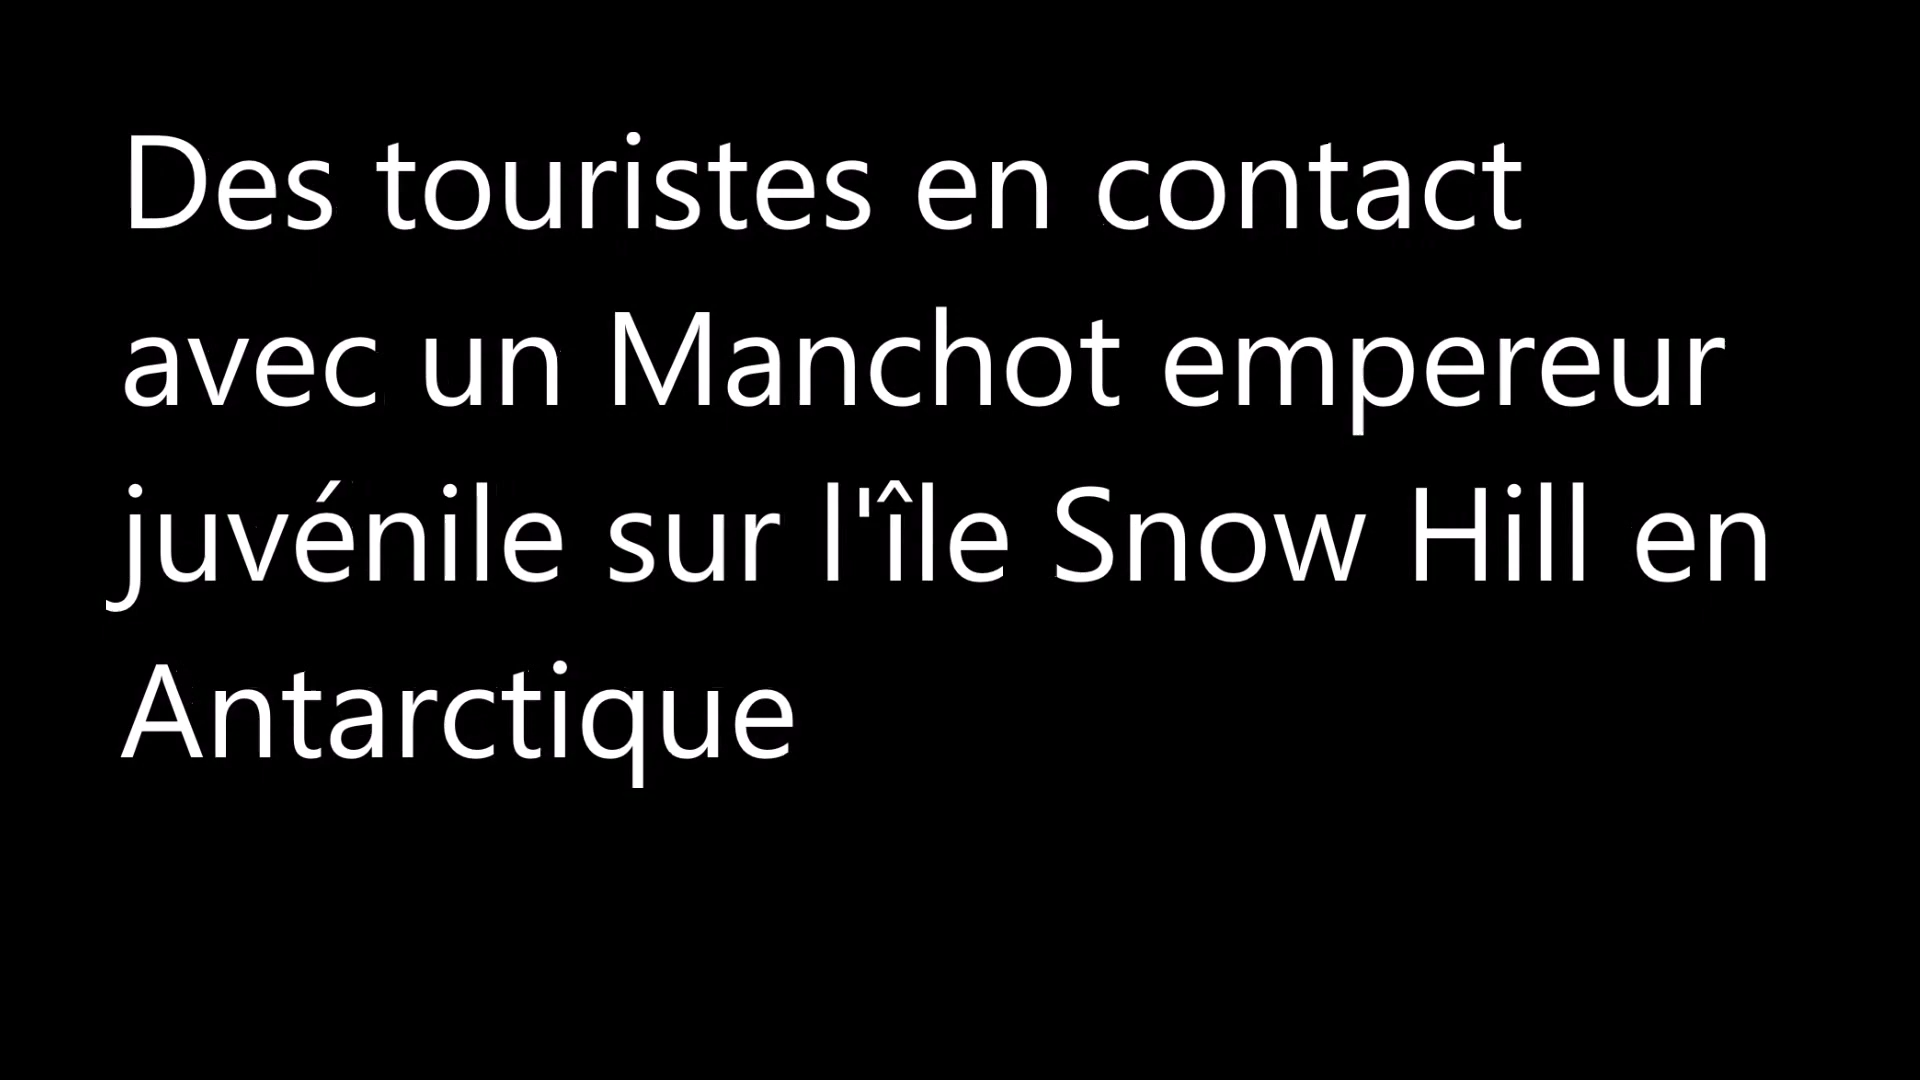 Des touristes en contact
avec un Manchot empereur
juvénile sur l'île Snow Hill en
Antarctique